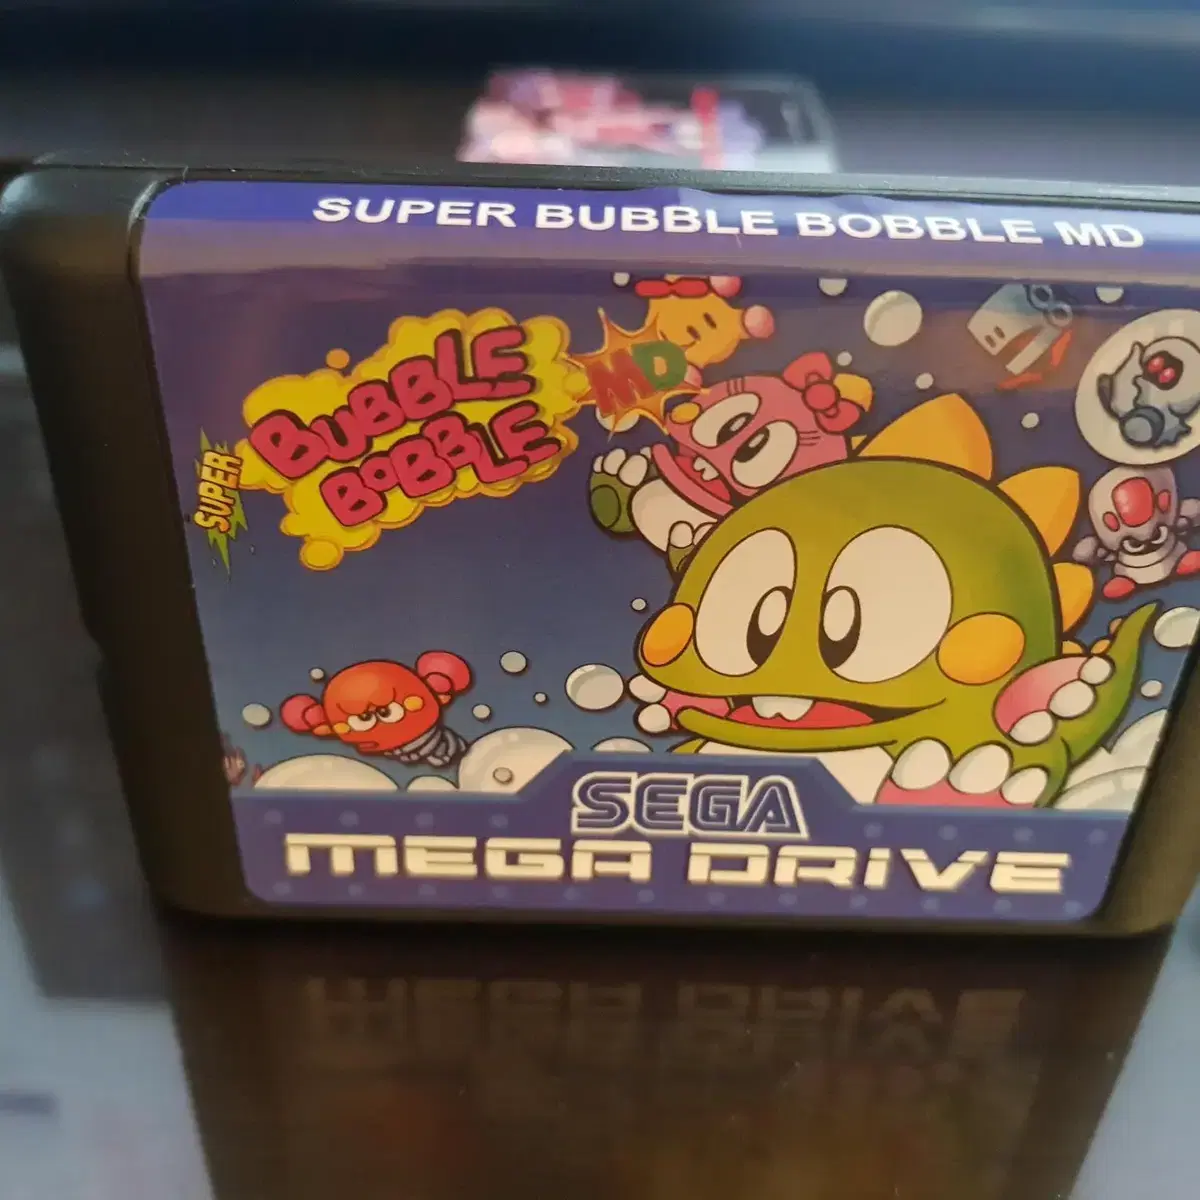 SUPER BUBBLE BOBBLE MD
SUPER
BUBBLE
BOBBLE
MD
SEGA
MEGA DRIVE